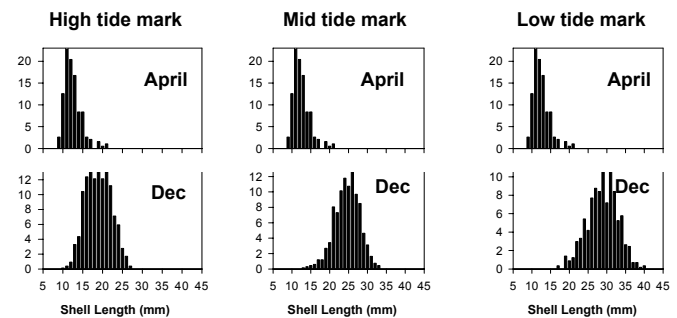 High tide mark Mid tide mark Low tide mark
20 April 20 April 20 April
15 15 15
10 10 10
5 5 5
0 0 0
12 Dec 12 Dec 10 Dec
10 10 8
8 8 6
6 6 4
4 4 2
2 2 0
0 0
5 10 15 20 25 30 35 40 45 5 10 15 20 25 30 35 40 45 5 10 15 20 25 30 35 40 45
Shell Length (mm) Shell Length (mm) Shell Length (mm)